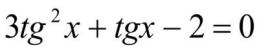 3tg²x + tgx − 2 = 0